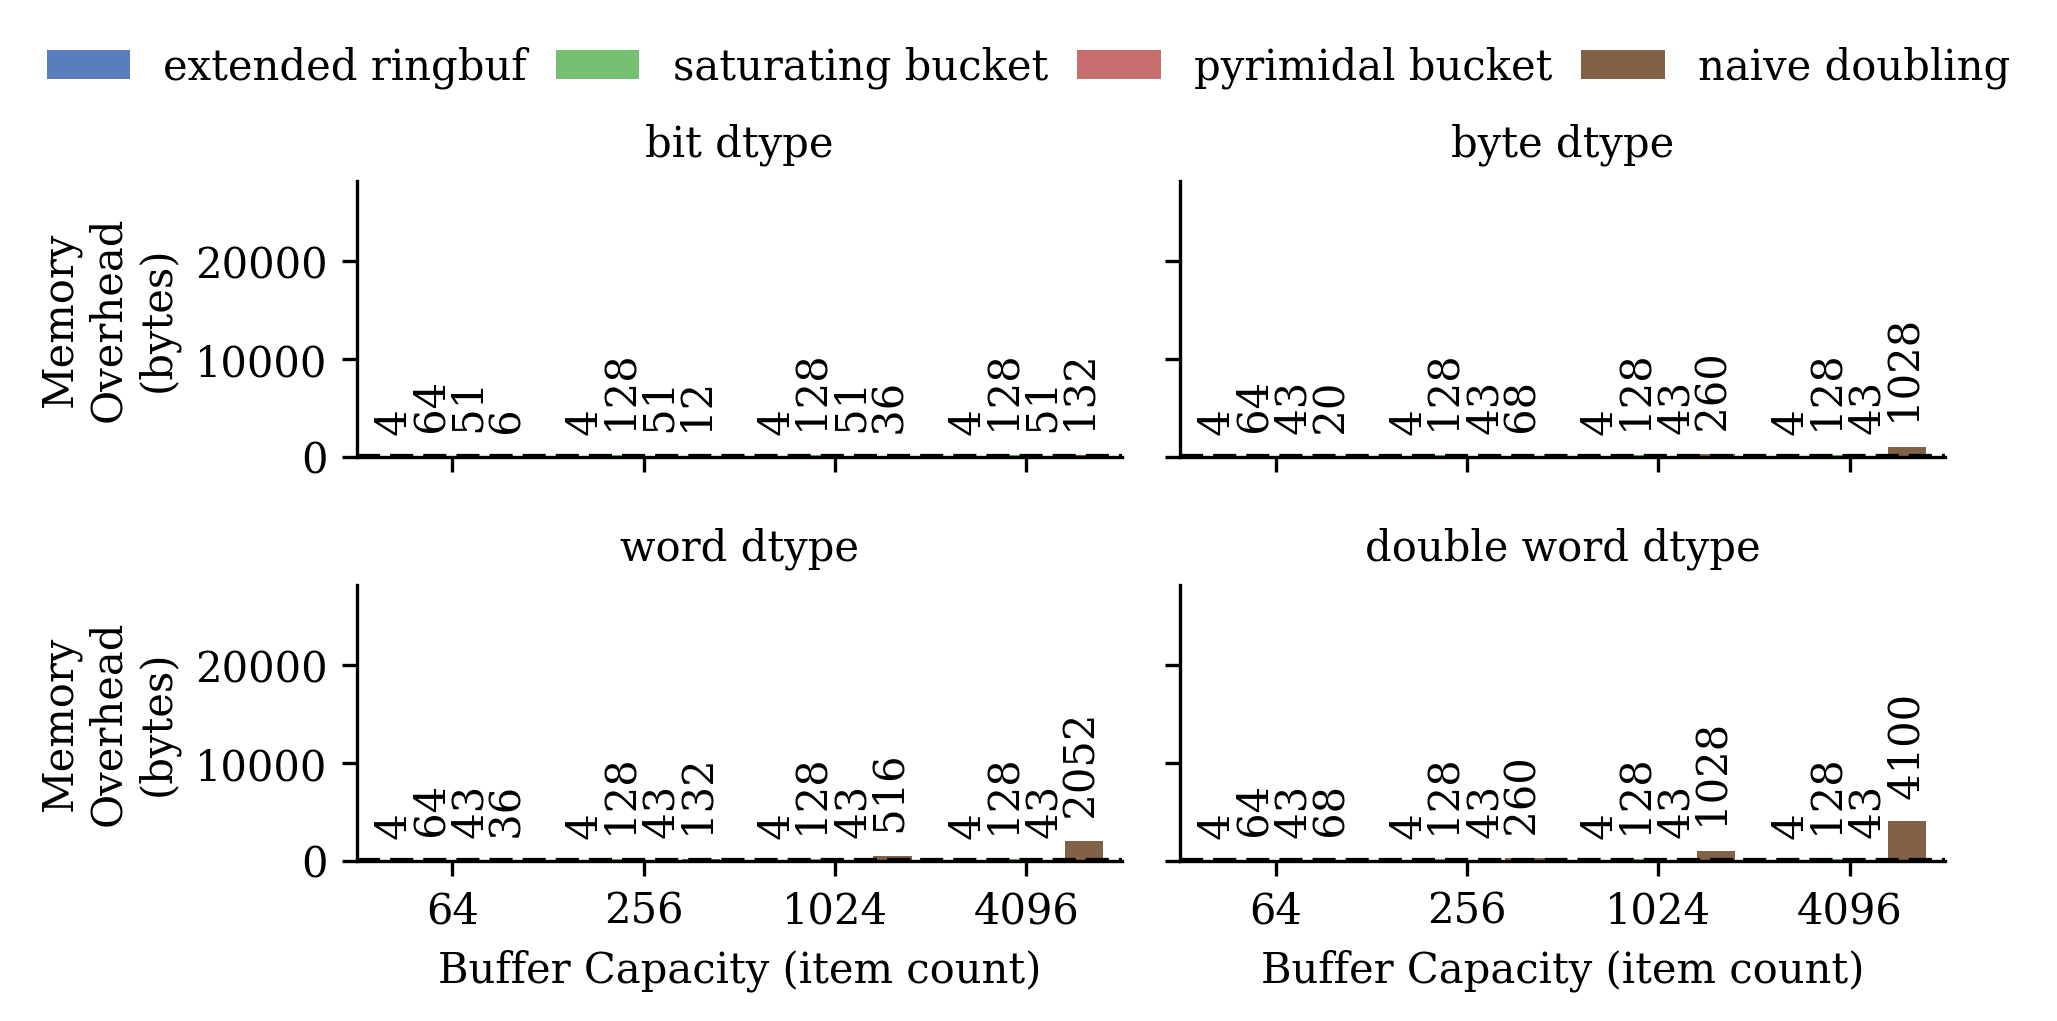 extended ringbuf saturating bucket pyrimidal bucket naive doubling
bit dtype
Memory
Overhead
(bytes)
20000
10000
0
4 64 51 6 4 128 51 12 4 128 51 36 4 128 51 132
byte dtype
4 64 43 20 4 128 43 68 4 128 43 260 4 128 43 1028
word dtype
Memory
Overhead
(bytes)
20000
10000
0
4 64 43 36 4 128 43 132 4 128 43 516 4 128 43 2052
64 256 1024 4096
Buffer Capacity (item count)
double word dtype
4 64 43 68 4 128 43 260 4 128 43 1028 4 128 43 4100
64 256 1024 4096
Buffer Capacity (item count)